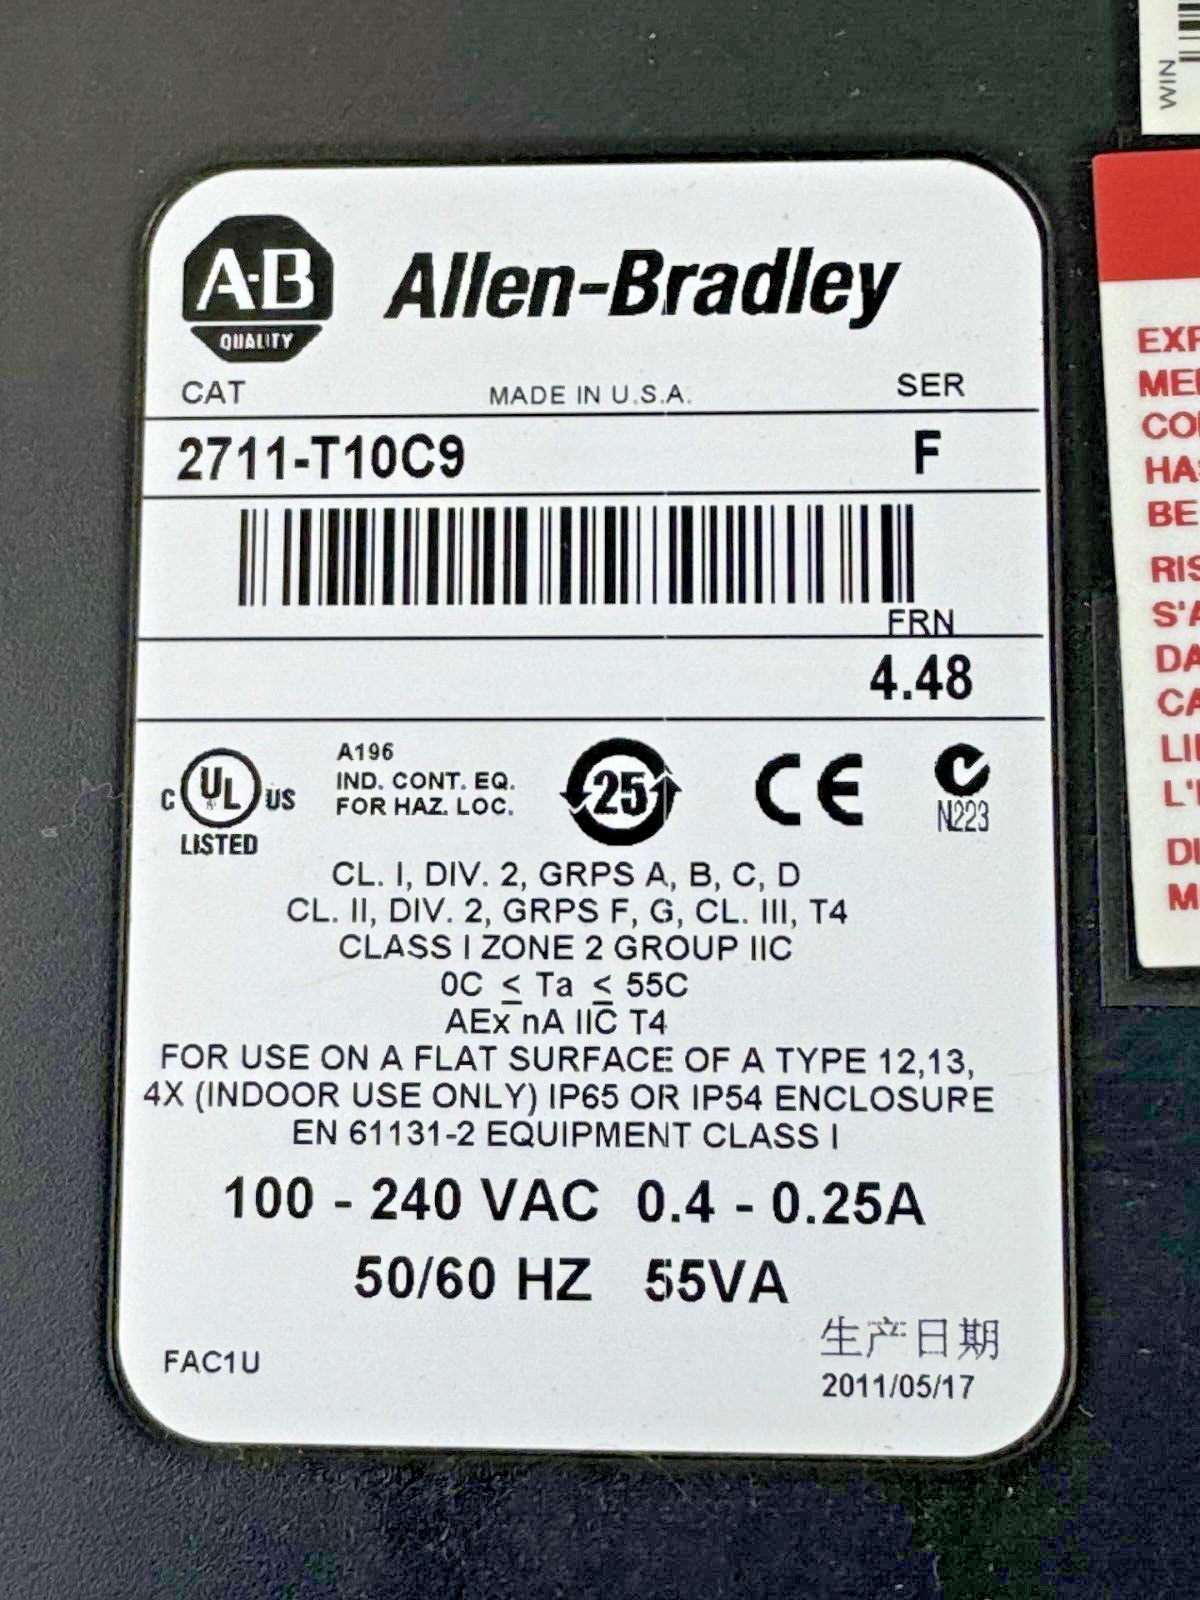 WIN
A-B
QUALITY
Allen-Bradley
CAT MADE IN U.S.A. SER
2711-T10C9 F
FRN
4.48
C UL US
LISTED
A196
IND. CONT. EQ.
FOR HAZ. LOC.
25
CE
N223
CL. I, DIV. 2, GRPS A, B, C, D
CL. II, DIV. 2, GRPS F, G, CL. III, T4
CLASS I ZONE 2 GROUP IIC
0C ≤ Ta ≤ 55C
AEx nA IIC T4
FOR USE ON A FLAT SURFACE OF A TYPE 12,13,
4X (INDOOR USE ONLY) IP65 OR IP54 ENCLOSURE
EN 61131-2 EQUIPMENT CLASS I
100 - 240 VAC 0.4 - 0.25A
50/60 HZ 55VA
生产日期
FAC1U
2011/05/17
BE